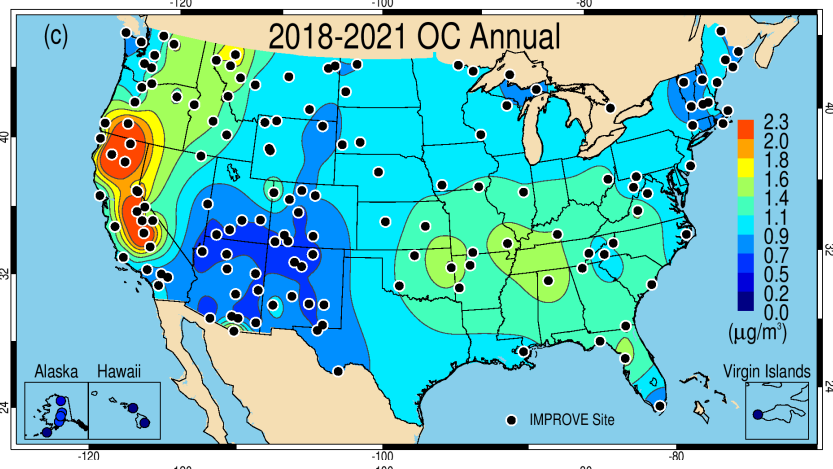 -120 -100 -80
(c) 2018-2021 OC Annual
40
40
2.3
2.0
1.8
1.6
1.4
1.1
0.9
0.7
0.5
0.2
0.0
(μg/m³)
32
32
Alaska Hawaii
Virgin Islands
24
24
IMPROVE Site
-120 -100 -80